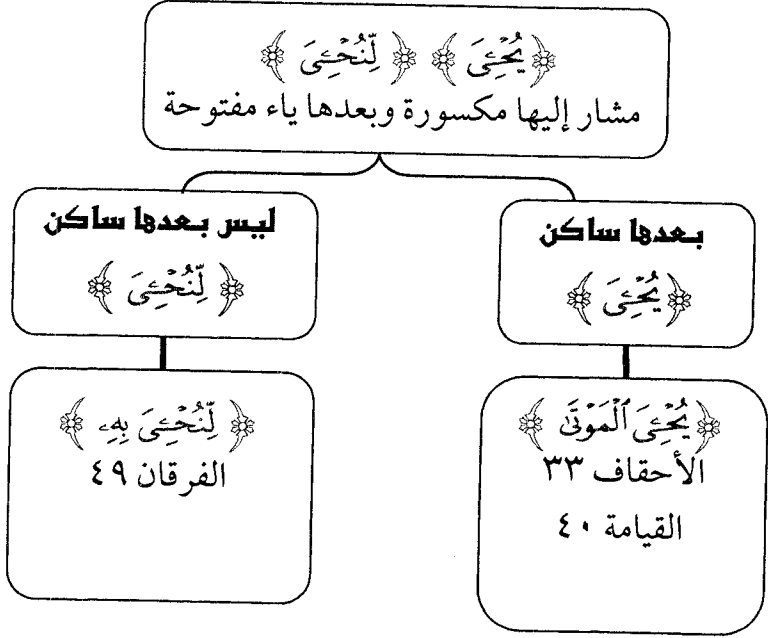 ﴿يُحْـِۧيَ﴾ ﴿لِّنُحْـِۧيَ﴾
مشار إليها مكسورة وبعدها ياء مفتوحة
بعدها ساكن
﴿يُحْـِۧيَ﴾
﴿يُحْـِۧيَ ٱلْمَوْتَىٰ﴾
الأحقاف ٣٣
القيامة ٤٠
ليس بعدها ساكن
﴿لِّنُحْـِۧيَ﴾
﴿لِّنُحْـِۧيَ بِهِۦ﴾
الفرقان ٤٩